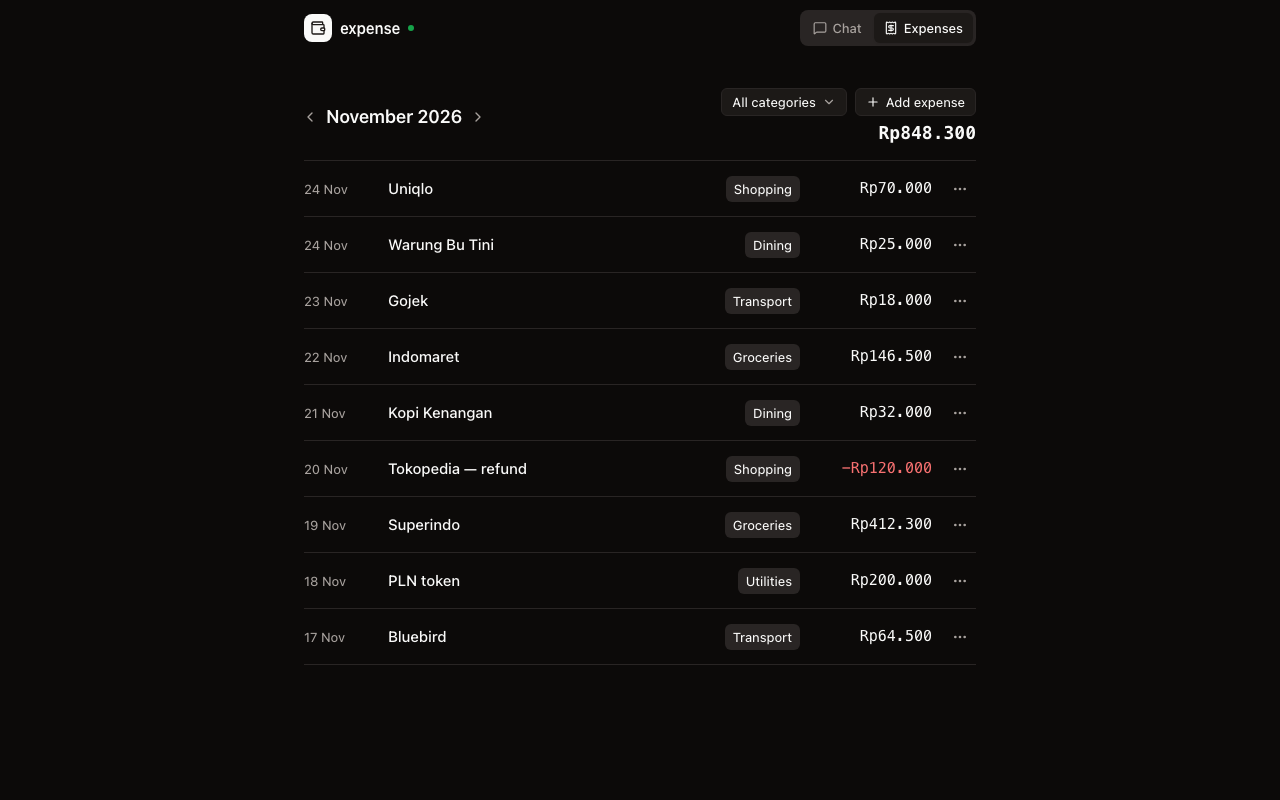 expense
Chat
Expenses
November 2026
All categories
Add expense
Rp848.300
24 Nov Uniqlo Shopping Rp70.000
24 Nov Warung Bu Tini Dining Rp25.000
23 Nov Gojek Transport Rp18.000
22 Nov Indomaret Groceries Rp146.500
21 Nov Kopi Kenangan Dining Rp32.000
20 Nov Tokopedia — refund Shopping −Rp120.000
19 Nov Superindo Groceries Rp412.300
18 Nov PLN token Utilities Rp200.000
17 Nov Bluebird Transport Rp64.500